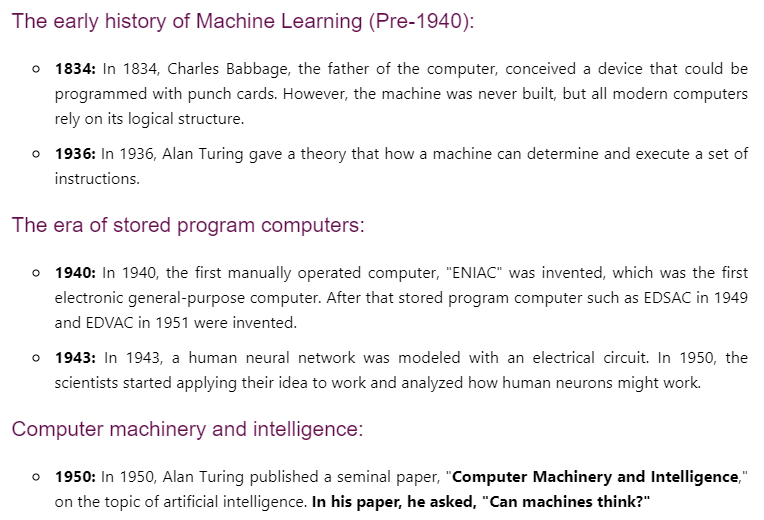 The early history of Machine Learning (Pre-1940):
1834: In 1834, Charles Babbage, the father of the computer, conceived a device that could be
programmed with punch cards. However, the machine was never built, but all modern computers
rely on its logical structure.
1936: In 1936, Alan Turing gave a theory that how a machine can determine and execute a set of
instructions.
The era of stored program computers:
1940: In 1940, the first manually operated computer, "ENIAC" was invented, which was the first
electronic general-purpose computer. After that stored program computer such as EDSAC in 1949
and EDVAC in 1951 were invented.
1943: In 1943, a human neural network was modeled with an electrical circuit. In 1950, the
scientists started applying their idea to work and analyzed how human neurons might work.
Computer machinery and intelligence:
1950: In 1950, Alan Turing published a seminal paper, "Computer Machinery and Intelligence,"
on the topic of artificial intelligence. In his paper, he asked, "Can machines think?"